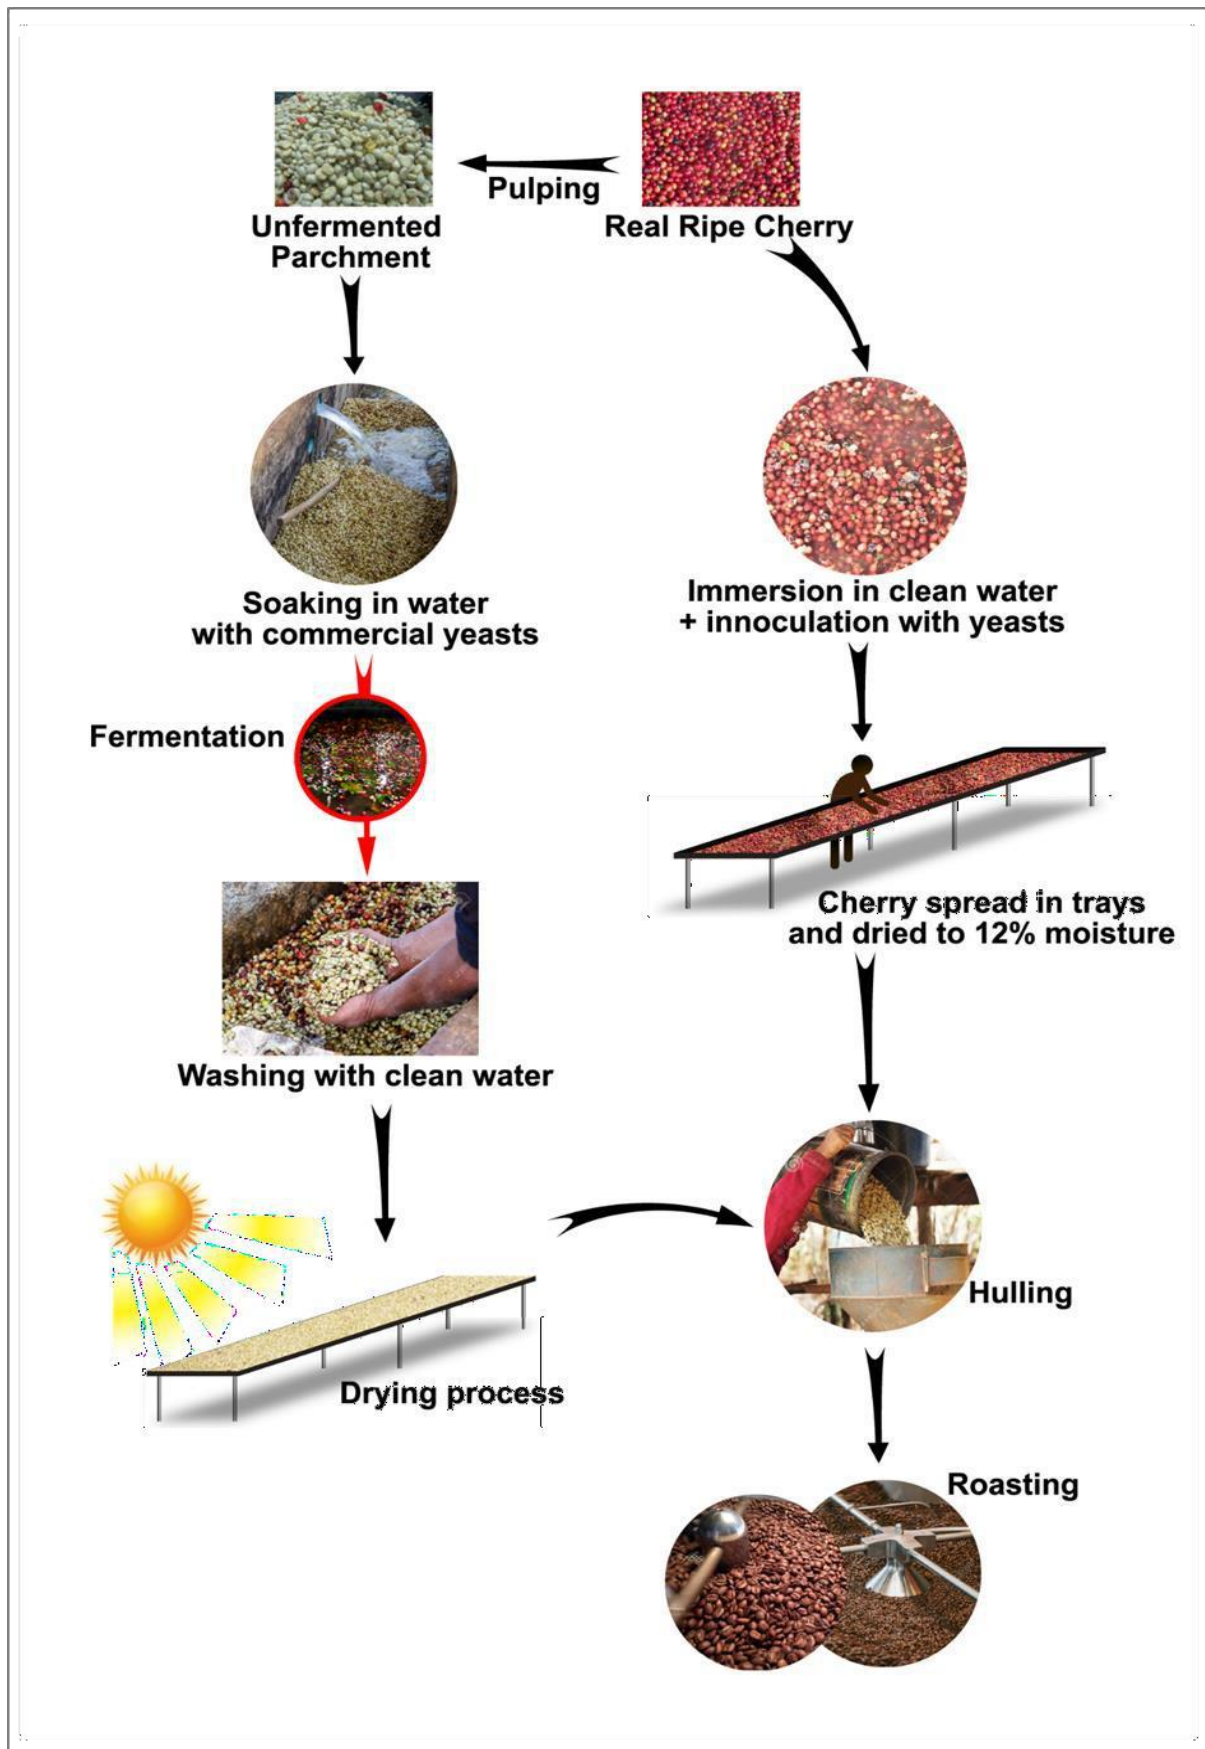 Pulping
Unfermented
Parchment
Real Ripe Cherry
Soaking in water
with commercial yeasts
Immersion in clean water
+ innoculation with yeasts
Fermentation
Cherry spread in trays
and dried to 12% moisture
Washing with clean water
Hulling
Drying process
Roasting